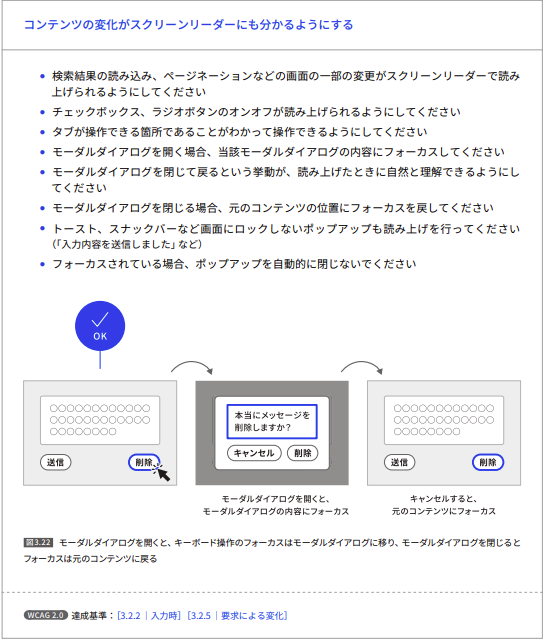 コンテンツの変化がスクリーンリーダーにも分かるようにする
● 検索結果の読み込み、ページネーションなどの画面の一部の変更がスクリーンリーダーで読み
上げられるようにしてください
● チェックボックス、ラジオボタンのオンオフが読み上げられるようにしてください
● タブが操作できる箇所であることがわかって操作できるようにしてください
● モーダルダイアログを開く場合、当該モーダルダイアログの内容にフォーカスしてください
● モーダルダイアログを閉じて戻るという挙動が、読み上げたときに自然と理解できるようにし
てください
● モーダルダイアログを閉じる場合、元のコンテンツの位置にフォーカスを戻してください
● トースト、スナックバーなど画面にロックしないポップアップも読み上げを行ってください
(「入力内容を送信しました」など)
● フォーカスされている場合、ポップアップを自動的に閉じないでください
OK
〇〇〇〇〇〇〇〇〇〇〇〇
〇〇〇〇〇〇〇〇〇〇〇〇
〇〇〇〇〇〇〇〇
送信 削除
本当にメッセージを
削除しますか?
キャンセル 削除
〇〇〇〇〇〇〇〇〇〇〇〇
〇〇〇〇〇〇〇〇〇〇〇〇
〇〇〇〇〇〇〇〇
送信 削除
モーダルダイアログを開くと、
モーダルダイアログの内容にフォーカス
キャンセルすると、
元のコンテンツにフォーカス
図3.22 モーダルダイアログを開くと、キーボード操作のフォーカスはモーダルダイアログに移り、モーダルダイアログを閉じると
フォーカスは元のコンテンツに戻る
WCAG 2.0 達成基準:[3.2.2|入力時][3.2.5|要求による変化]